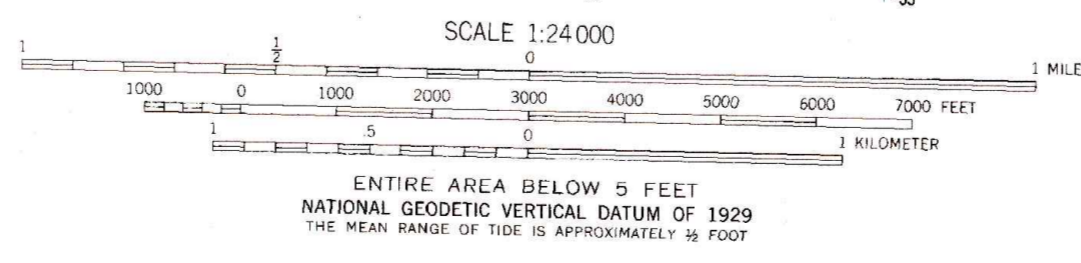 SCALE 1:24000
1 ½ 0 1 MILE
1000 0 1000 2000 3000 4000 5000 6000 7000 FEET
1 .5 0 1 KILOMETER
ENTIRE AREA BELOW 5 FEET
NATIONAL GEODETIC VERTICAL DATUM OF 1929
THE MEAN RANGE OF TIDE IS APPROXIMATELY ½ FOOT